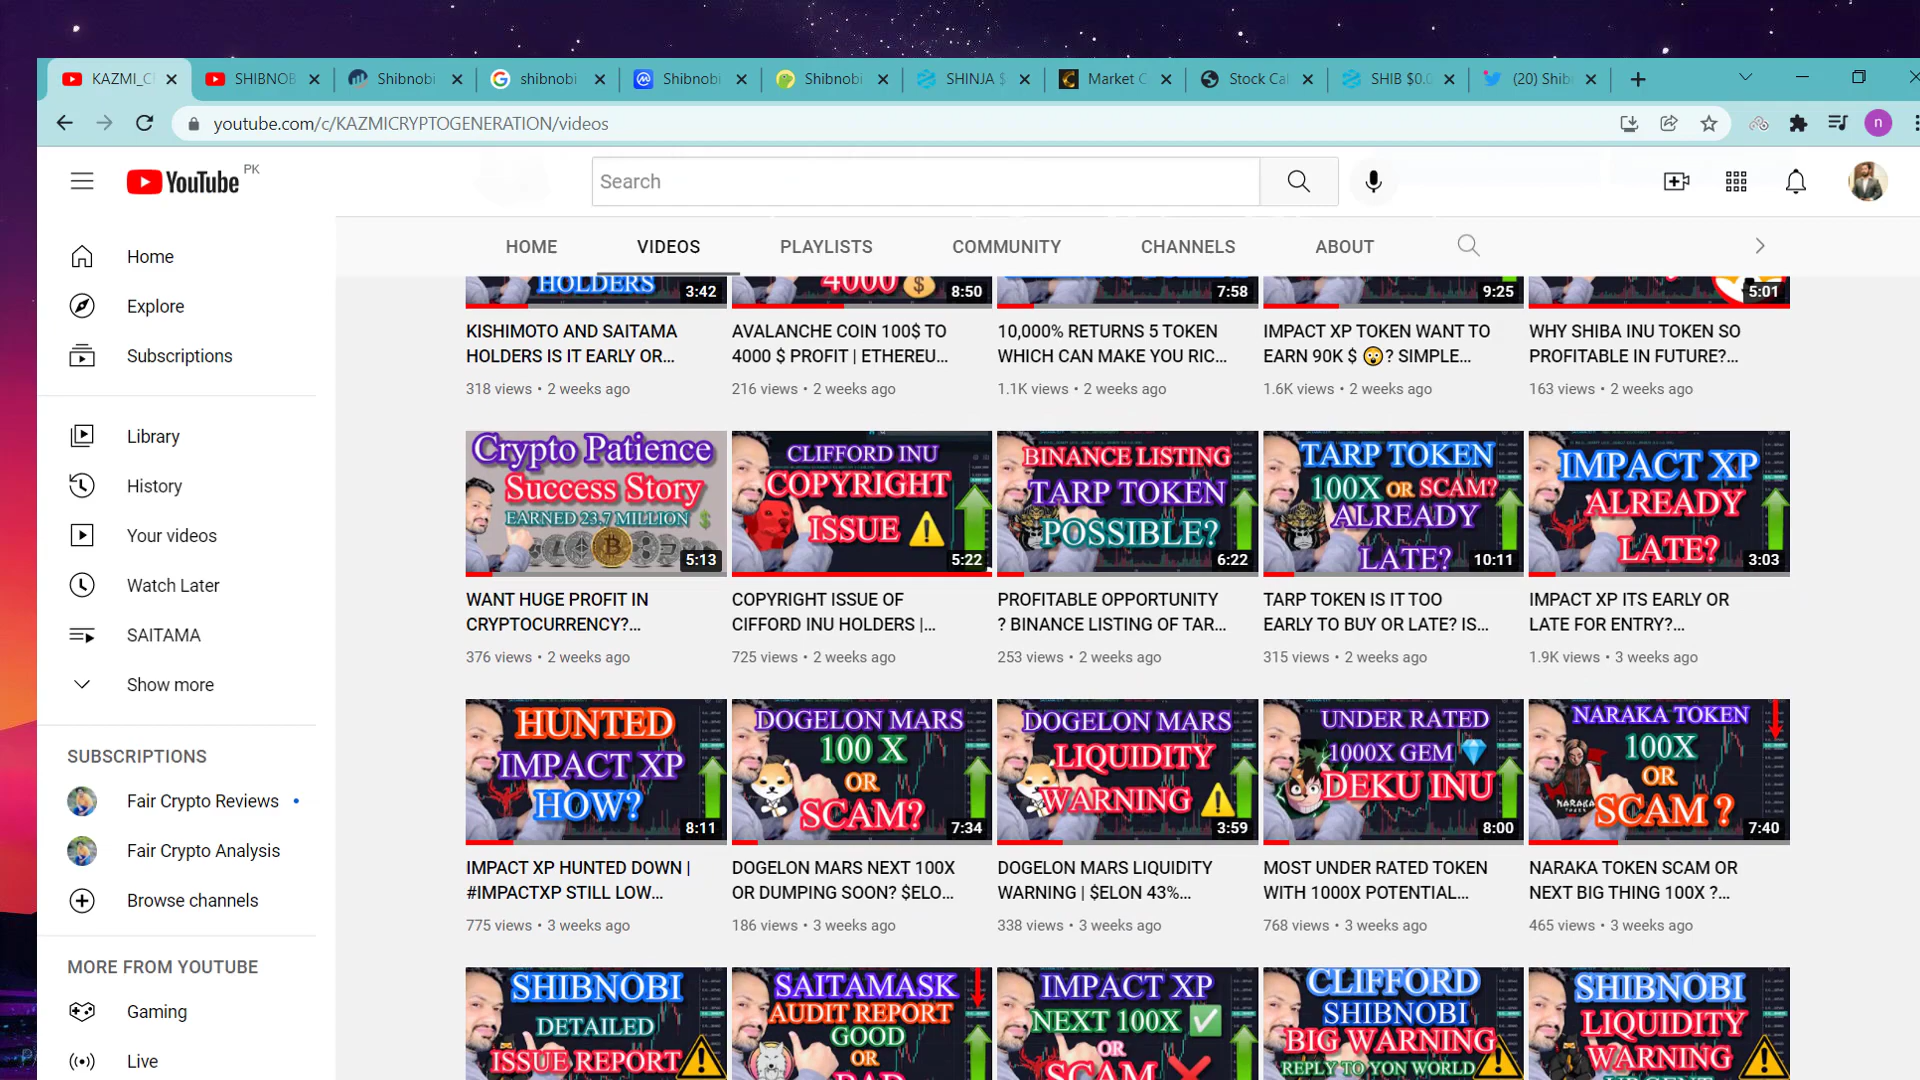 KAZMI_C
SHIBNOB
Shibnobi
shibnobi
Shibnobi
Shibnobi
SHINJA $
Market C
Stock Cal
SHIB $0.0
(20) Shib
youtube.com/c/KAZMICRYPTOGENERATION/videos
n
YouTube
PK
Search
HOME
VIDEOS
PLAYLISTS
COMMUNITY
CHANNELS
ABOUT
Home
Explore
Subscriptions
Library
History
Your videos
Watch Later
SAITAMA
Show more
SUBSCRIPTIONS
Fair Crypto Reviews
Fair Crypto Analysis
Browse channels
MORE FROM YOUTUBE
Gaming
Live
HOLDERS
3:42
KISHIMOTO AND SAITAMA
HOLDERS IS IT EARLY OR...
318 views • 2 weeks ago
4000
8:50
AVALANCHE COIN 100$ TO
4000 $ PROFIT | ETHEREU...
216 views • 2 weeks ago
7:58
10,000% RETURNS 5 TOKEN
WHICH CAN MAKE YOU RIC...
1.1K views • 2 weeks ago
9:25
IMPACT XP TOKEN WANT TO
EARN 90K $ 😲? SIMPLE...
1.6K views • 2 weeks ago
5:01
WHY SHIBA INU TOKEN SO
PROFITABLE IN FUTURE?...
163 views • 2 weeks ago
Crypto Patience
Success Story
EARNED 23.7 MILLION $
5:13
WANT HUGE PROFIT IN
CRYPTOCURRENCY?...
376 views • 2 weeks ago
CLIFFORD INU
COPYRIGHT
ISSUE ⚠
5:22
COPYRIGHT ISSUE OF
CIFFORD INU HOLDERS |...
725 views • 2 weeks ago
BINANCE LISTING
TARP TOKEN
POSSIBLE?
6:22
PROFITABLE OPPORTUNITY
? BINANCE LISTING OF TAR...
253 views • 2 weeks ago
TARP TOKEN
100X OR SCAM?
ALREADY
LATE?
10:11
TARP TOKEN IS IT TOO
EARLY TO BUY OR LATE? IS...
315 views • 2 weeks ago
IMPACT XP
ALREADY
LATE?
3:03
IMPACT XP ITS EARLY OR
LATE FOR ENTRY?...
1.9K views • 3 weeks ago
HUNTED
IMPACT XP
HOW?
8:11
IMPACT XP HUNTED DOWN |
#IMPACTXP STILL LOW...
775 views • 3 weeks ago
DOGELON MARS
100 X
OR
SCAM?
7:34
DOGELON MARS NEXT 100X
OR DUMPING SOON? $ELO...
186 views • 3 weeks ago
DOGELON MARS
LIQUIDITY
WARNING ⚠
3:59
DOGELON MARS LIQUIDITY
WARNING | $ELON 43%...
338 views • 3 weeks ago
UNDER RATED
1000X GEM 💎
DEKU INU
8:00
MOST UNDER RATED TOKEN
WITH 1000X POTENTIAL...
768 views • 3 weeks ago
NARAKA TOKEN
100X
OR
SCAM ?
NARAKA
7:40
NARAKA TOKEN SCAM OR
NEXT BIG THING 100X ?...
465 views • 3 weeks ago
SHIBNOBI
DETAILED
ISSUE REPORT
SAITAMASK
AUDIT REPORT
GOOD
OR
BAD
IMPACT XP
NEXT 100X ✅
OR
SCAM ❌
CLIFFORD
SHIBNOBI
BIG WARNING
REPLY TO YON WORLD
SHIBNOBI
LIQUIDITY
WARNING
URGENT